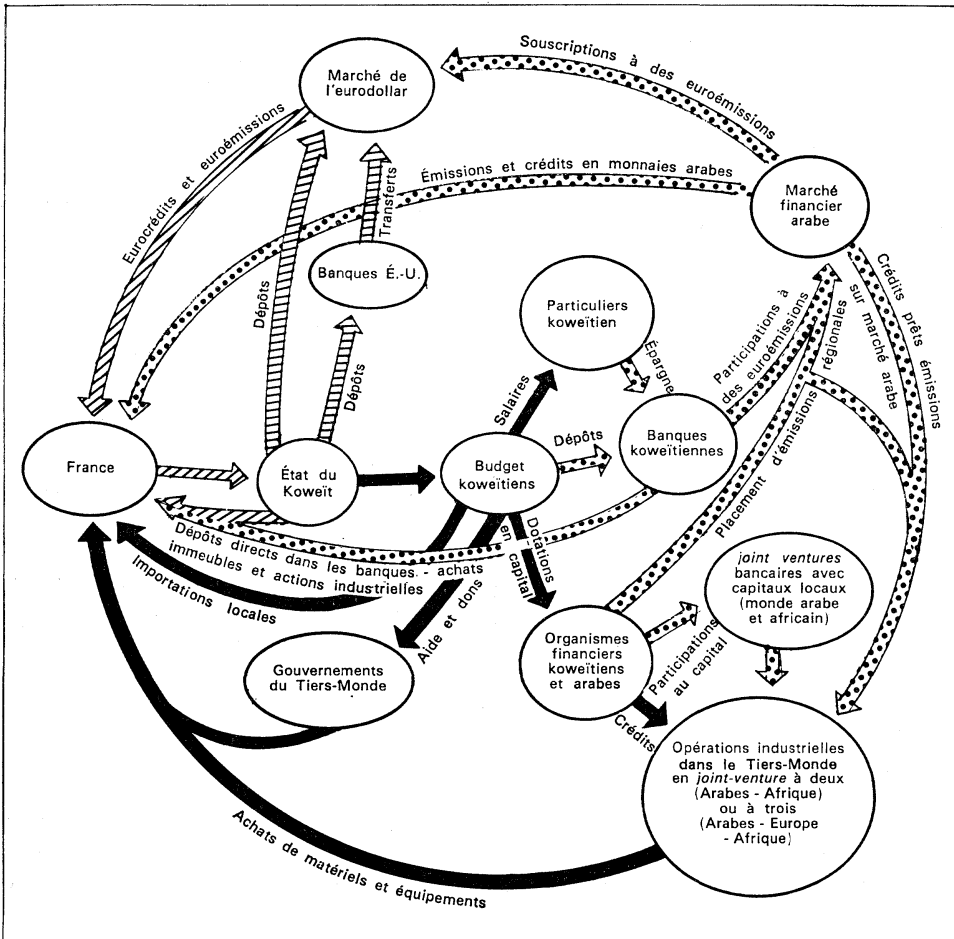 Souscriptions à des euroémissions
Marché de
l'eurodollar
Émissions et crédits en monnaies arabes
Marché
financier
arabe
Eurocrédits et euroémissions
Transferts
Banques É.-U.
Dépôts
Dépôts
Particuliers
koweïtien
Épargne
Participations à
des euroémissions
régionales
Crédits prêts émissions
sur marché arabe
Salaires
France
État du
Koweït
Budget
koweïtiens
Dépôts
Banques
koweïtiennes
Placement d'émissions
Dépôts directs dans les banques - achats
immeubles et actions industrielles
Importations locales
Dotations
en capital
Aide et dons
joint ventures
bancaires avec
capitaux locaux
(monde arabe
et africain)
Organismes
financiers
koweïtiens
et arabes
Participations
au capital
Gouvernements
du Tiers-Monde
Crédits
Opérations industrielles
dans le Tiers-Monde
en joint-venture à deux
(Arabes - Afrique)
ou à trois
(Arabes - Europe
- Afrique)
Achats de matériels et équipements